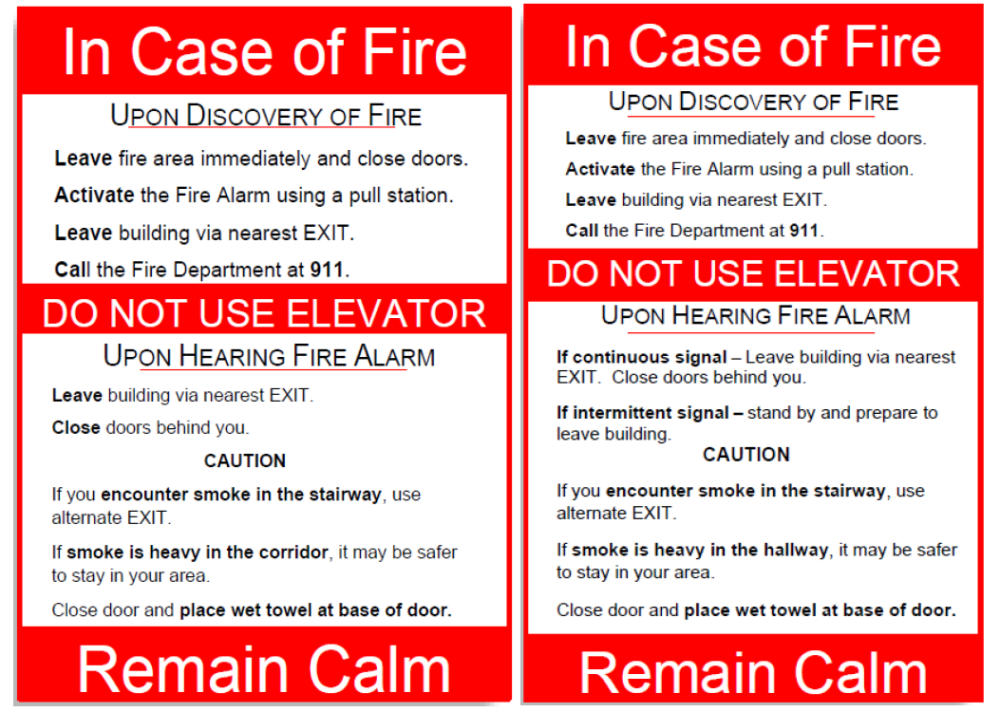 In Case of Fire
UPON DISCOVERY OF FIRE
Leave fire area immediately and close doors.
Activate the Fire Alarm using a pull station.
Leave building via nearest EXIT.
Call the Fire Department at 911.
DO NOT USE ELEVATOR
UPON HEARING FIRE ALARM
Leave building via nearest EXIT.
Close doors behind you.
CAUTION
If you encounter smoke in the stairway, use
alternate EXIT.
If smoke is heavy in the corridor, it may be safer
to stay in your area.
Close door and place wet towel at base of door.
Remain Calm
In Case of Fire
UPON DISCOVERY OF FIRE
Leave fire area immediately and close doors.
Activate the Fire Alarm using a pull station.
Leave building via nearest EXIT.
Call the Fire Department at 911.
DO NOT USE ELEVATOR
UPON HEARING FIRE ALARM
If continuous signal – Leave building via nearest
EXIT. Close doors behind you.
If intermittent signal – stand by and prepare to
leave building.
CAUTION
If you encounter smoke in the stairway, use
alternate EXIT.
If smoke is heavy in the hallway, it may be safer
to stay in your area.
Close door and place wet towel at base of door.
Remain Calm